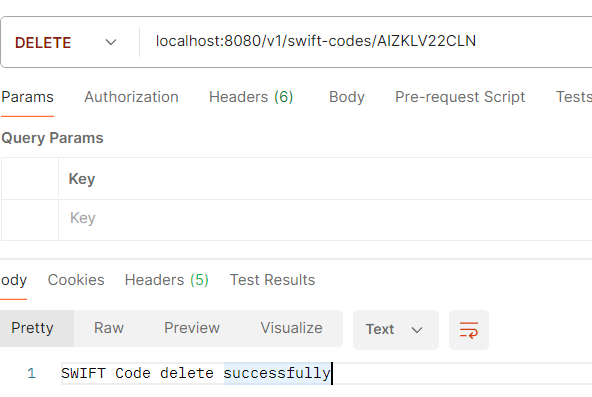 DELETE localhost:8080/v1/swift-codes/AIZKLV22CLN
Params Authorization Headers (6) Body Pre-request Script Tests
Query Params
Key
Key
ody Cookies Headers (5) Test Results
Pretty Raw Preview Visualize Text
1 SWIFT Code delete successfully